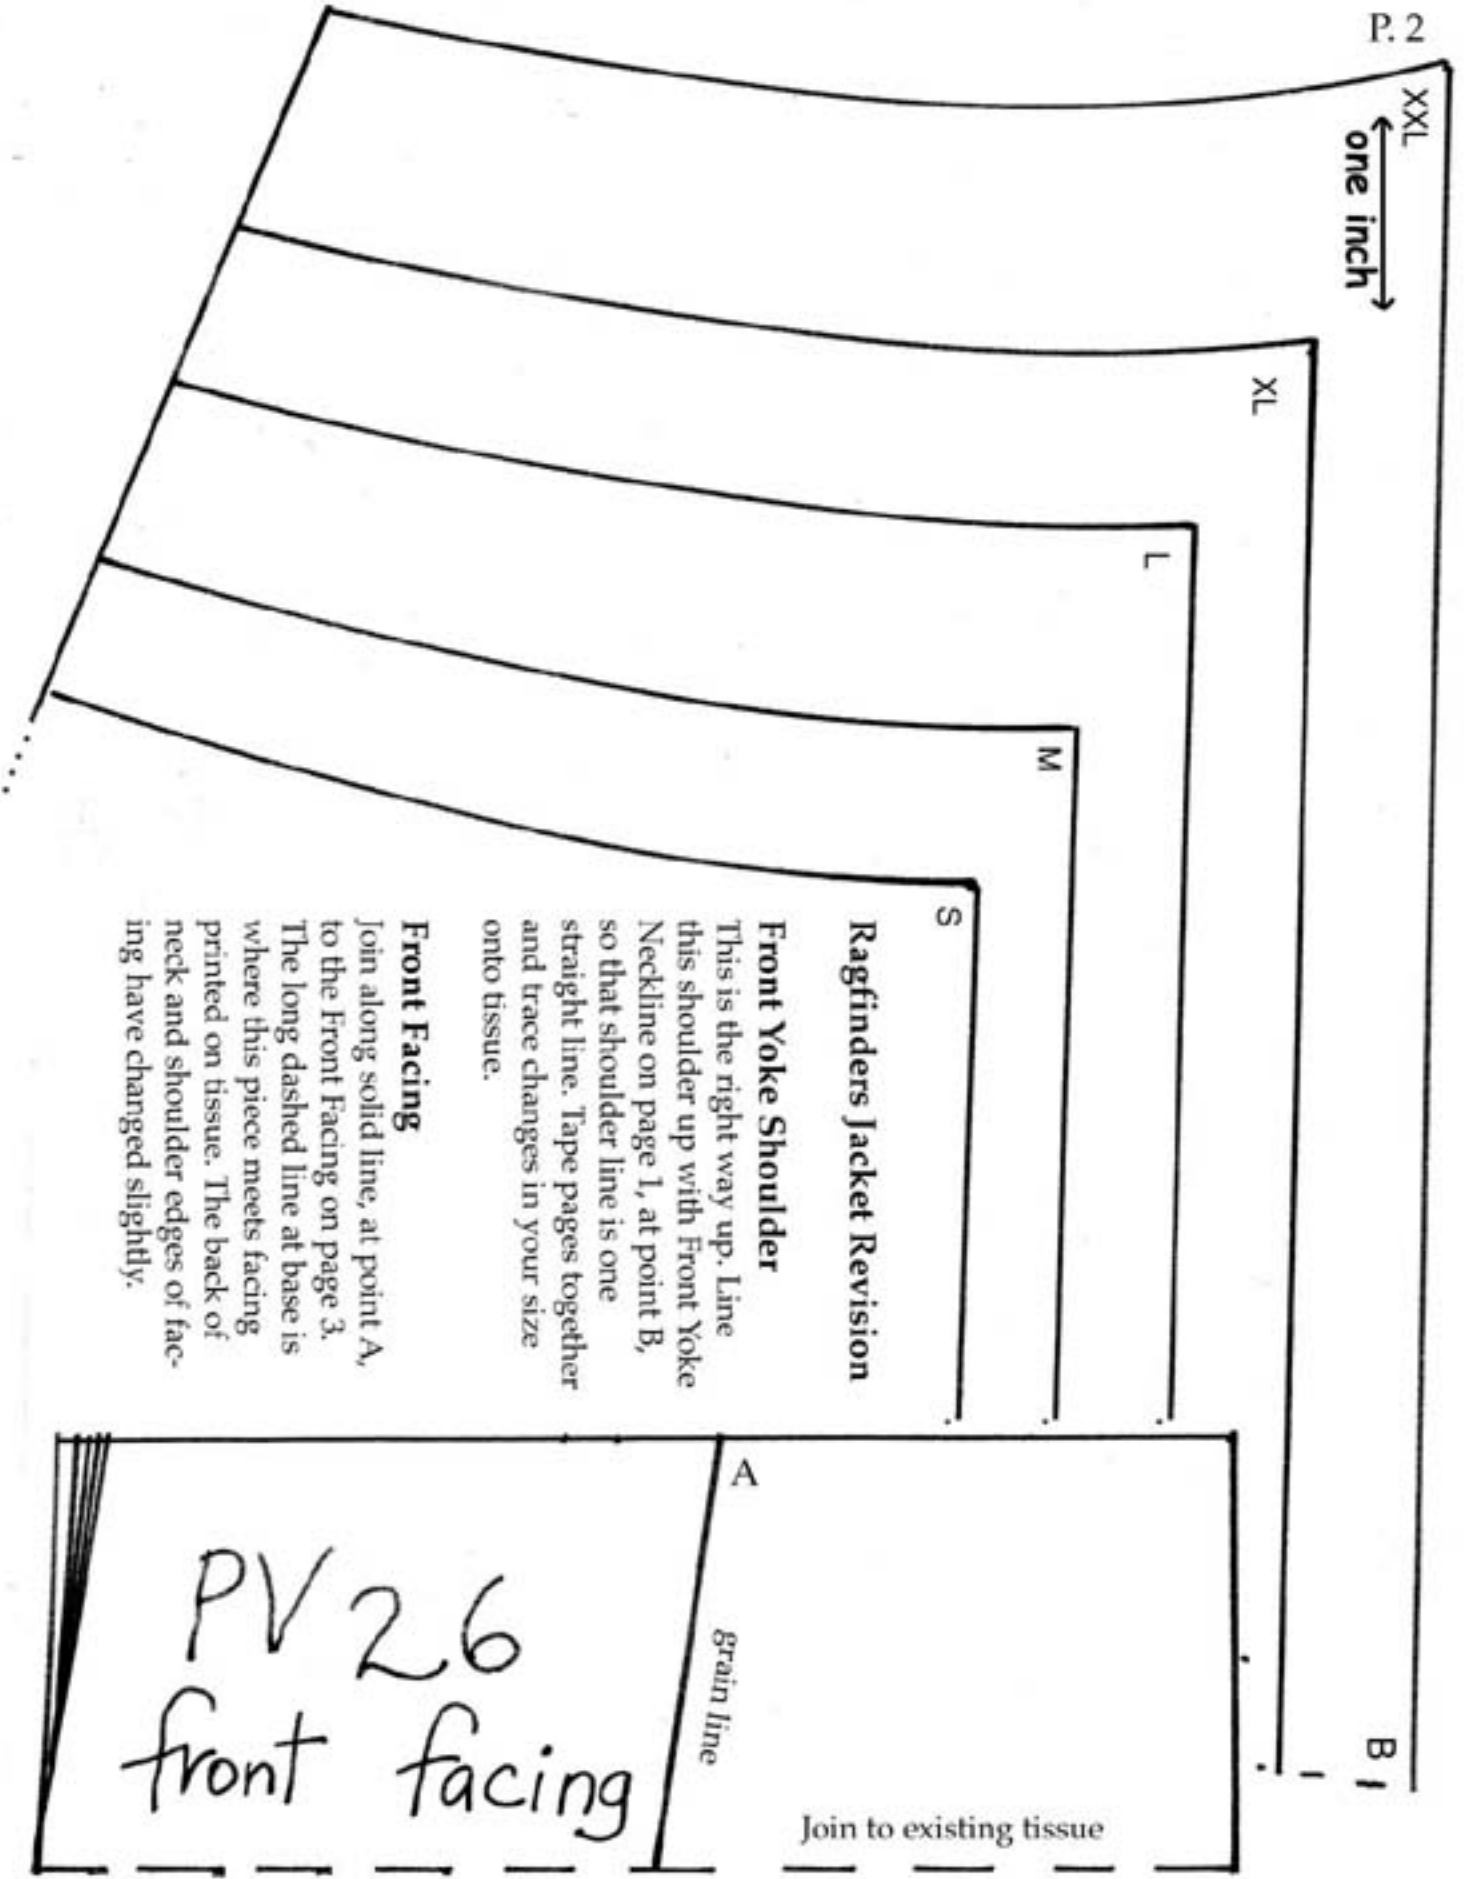 P. 2
XXL
one inch
XL
L
M
S
Ragfinders Jacket Revision
Front Yoke Shoulder
This is the right way up. Line
this shoulder up with Front Yoke
Neckline on page 1, at point B,
so that shoulder line is one
straight line. Tape pages together
and trace changes in your size
onto tissue.
Front Facing
Join along solid line, at point A,
to the Front Facing on page 3.
The long dashed line at base is
where this piece meets facing
printed on tissue. The back of
neck and shoulder edges of fac-
ing have changed slightly.
A
grain line
PV 26
front facing
B
Join to existing tissue